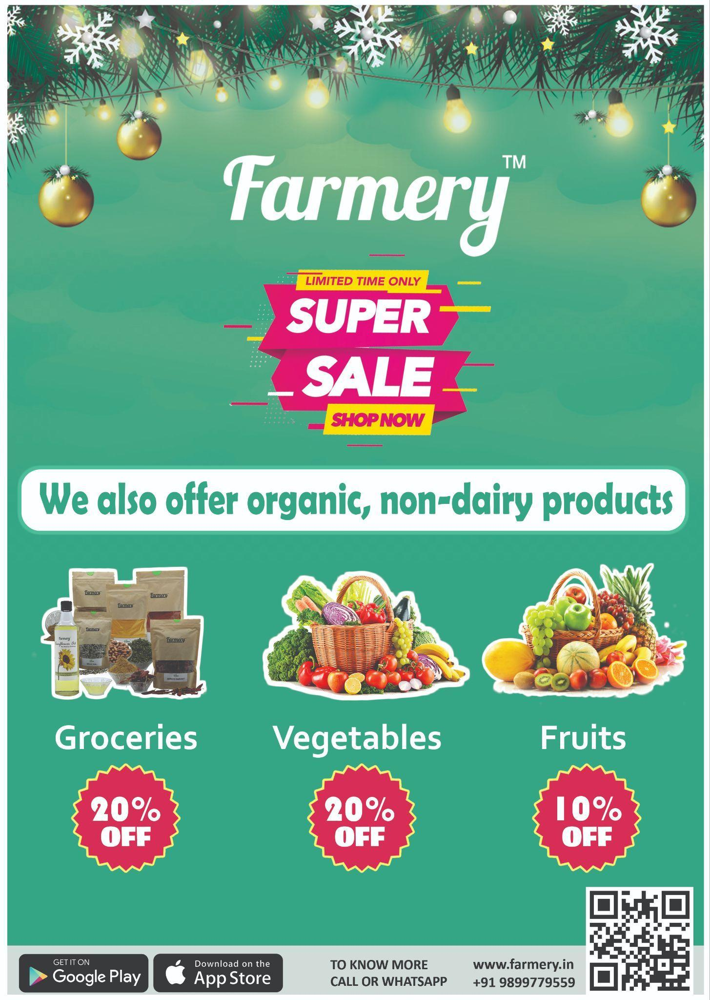 Farmery™
LIMITED TIME ONLY
SUPER
SALE
SHOP NOW
We also offer organic, non-dairy products
Farmery
Farmery
Farmery
Farmery
Farmery
Farmery
Sunflower Oil
MIRCHI SABOOT
Groceries
Vegetables
Fruits
20%
OFF
20%
OFF
10%
OFF
GET IT ON
Google Play
Download on the
App Store
TO KNOW MORE
CALL OR WHATSAPP
www.farmery.in
+91 9899779559